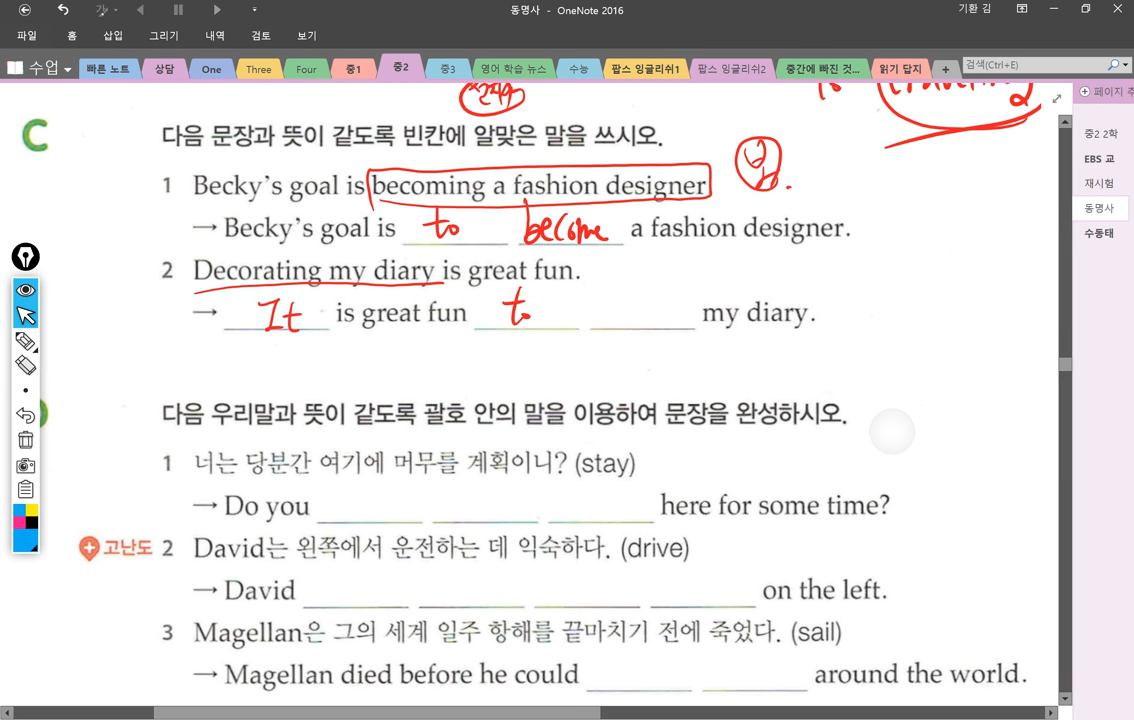 동명사 - OneNote 2016
기환 김
파일 홈 삽입 그리기 내역 검토 보기
수업 빠른 노트 상담 One Three Four 중1 중2 중3 영어 학습 뉴스 수능 팝스 잉글리쉬1 팝스 잉글리쉬2 중간에 빠진 것... 읽기 답지 + 검색(Ctrl+E)
페이지 추
중2 2학
EBS 교
재시험
동명사
수동태
C
다음 문장과 뜻이 같도록 빈칸에 알맞은 말을 쓰시오.
1 Becky's goal is becoming a fashion designer
→ Becky's goal is to become a fashion designer.
2 Decorating my diary is great fun.
→ It is great fun to my diary.
다음 우리말과 뜻이 같도록 괄호 안의 말을 이용하여 문장을 완성하시오.
1 너는 당분간 여기에 머무를 계획이니? (stay)
→ Do you here for some time?
고난도 2 David는 왼쪽에서 운전하는 데 익숙하다. (drive)
→ David on the left.
3 Magellan은 그의 세계 일주 항해를 끝마치기 전에 죽었다. (sail)
→ Magellan died before he could around the world.